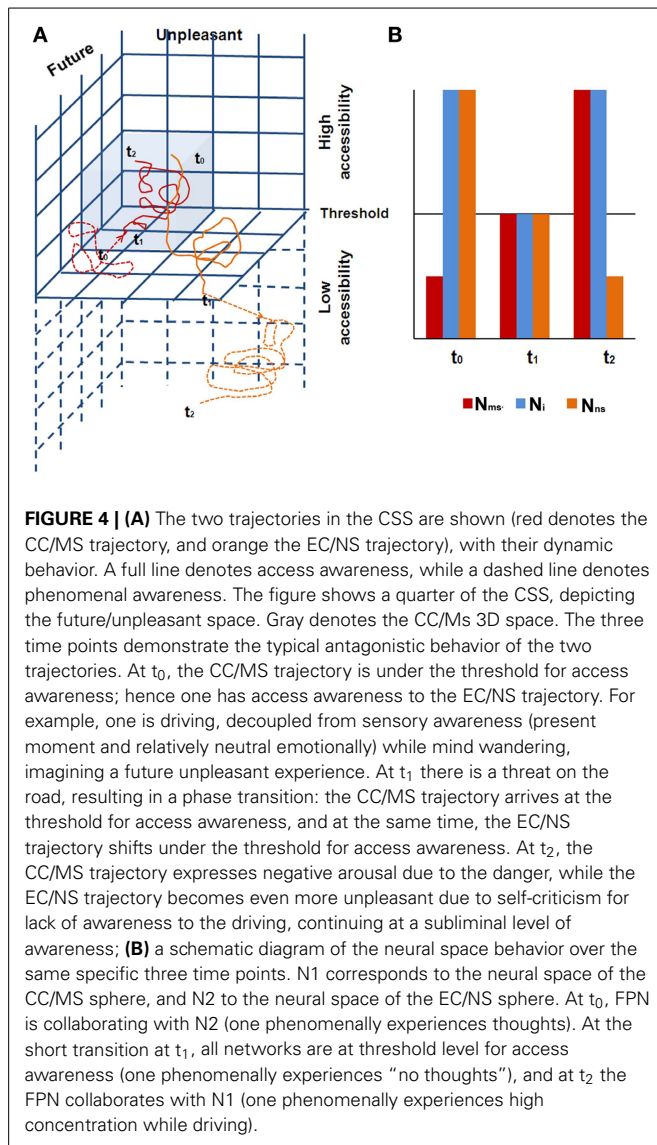 A
B
Unpleasant
Future
High accessibility
Threshold
Low accessibility
t2
t0
t0
t1
t1
t2
t0 t1 t2
Nms. Ni Nns
FIGURE 4 | (A) The two trajectories in the CSS are shown (red denotes the
CC/MS trajectory, and orange the EC/NS trajectory), with their dynamic
behavior. A full line denotes access awareness, while a dashed line denotes
phenomenal awareness. The figure shows a quarter of the CSS, depicting
the future/unpleasant space. Gray denotes the CC/Ms 3D space. The three
time points demonstrate the typical antagonistic behavior of the two
trajectories. At t0, the CC/MS trajectory is under the threshold for access
awareness; hence one has access awareness to the EC/NS trajectory. For
example, one is driving, decoupled from sensory awareness (present
moment and relatively neutral emotionally) while mind wandering,
imagining a future unpleasant experience. At t1 there is a threat on the
road, resulting in a phase transition: the CC/MS trajectory arrives at the
threshold for access awareness, and at the same time, the EC/NS
trajectory shifts under the threshold for access awareness. At t2, the
CC/MS trajectory expresses negative arousal due to the danger, while the
EC/NS trajectory becomes even more unpleasant due to self-criticism for
lack of awareness to the driving, continuing at a subliminal level of
awareness; (B) a schematic diagram of the neural space behavior over the
same specific three time points. N1 corresponds to the neural space of the
CC/MS sphere, and N2 to the neural space of the EC/NS sphere. At t0, FPN
is collaborating with N2 (one phenomenally experiences thoughts). At the
short transition at t1, all networks are at threshold level for access
awareness (one phenomenally experiences "no thoughts"), and at t2 the
FPN collaborates with N1 (one phenomenally experiences high
concentration while driving).